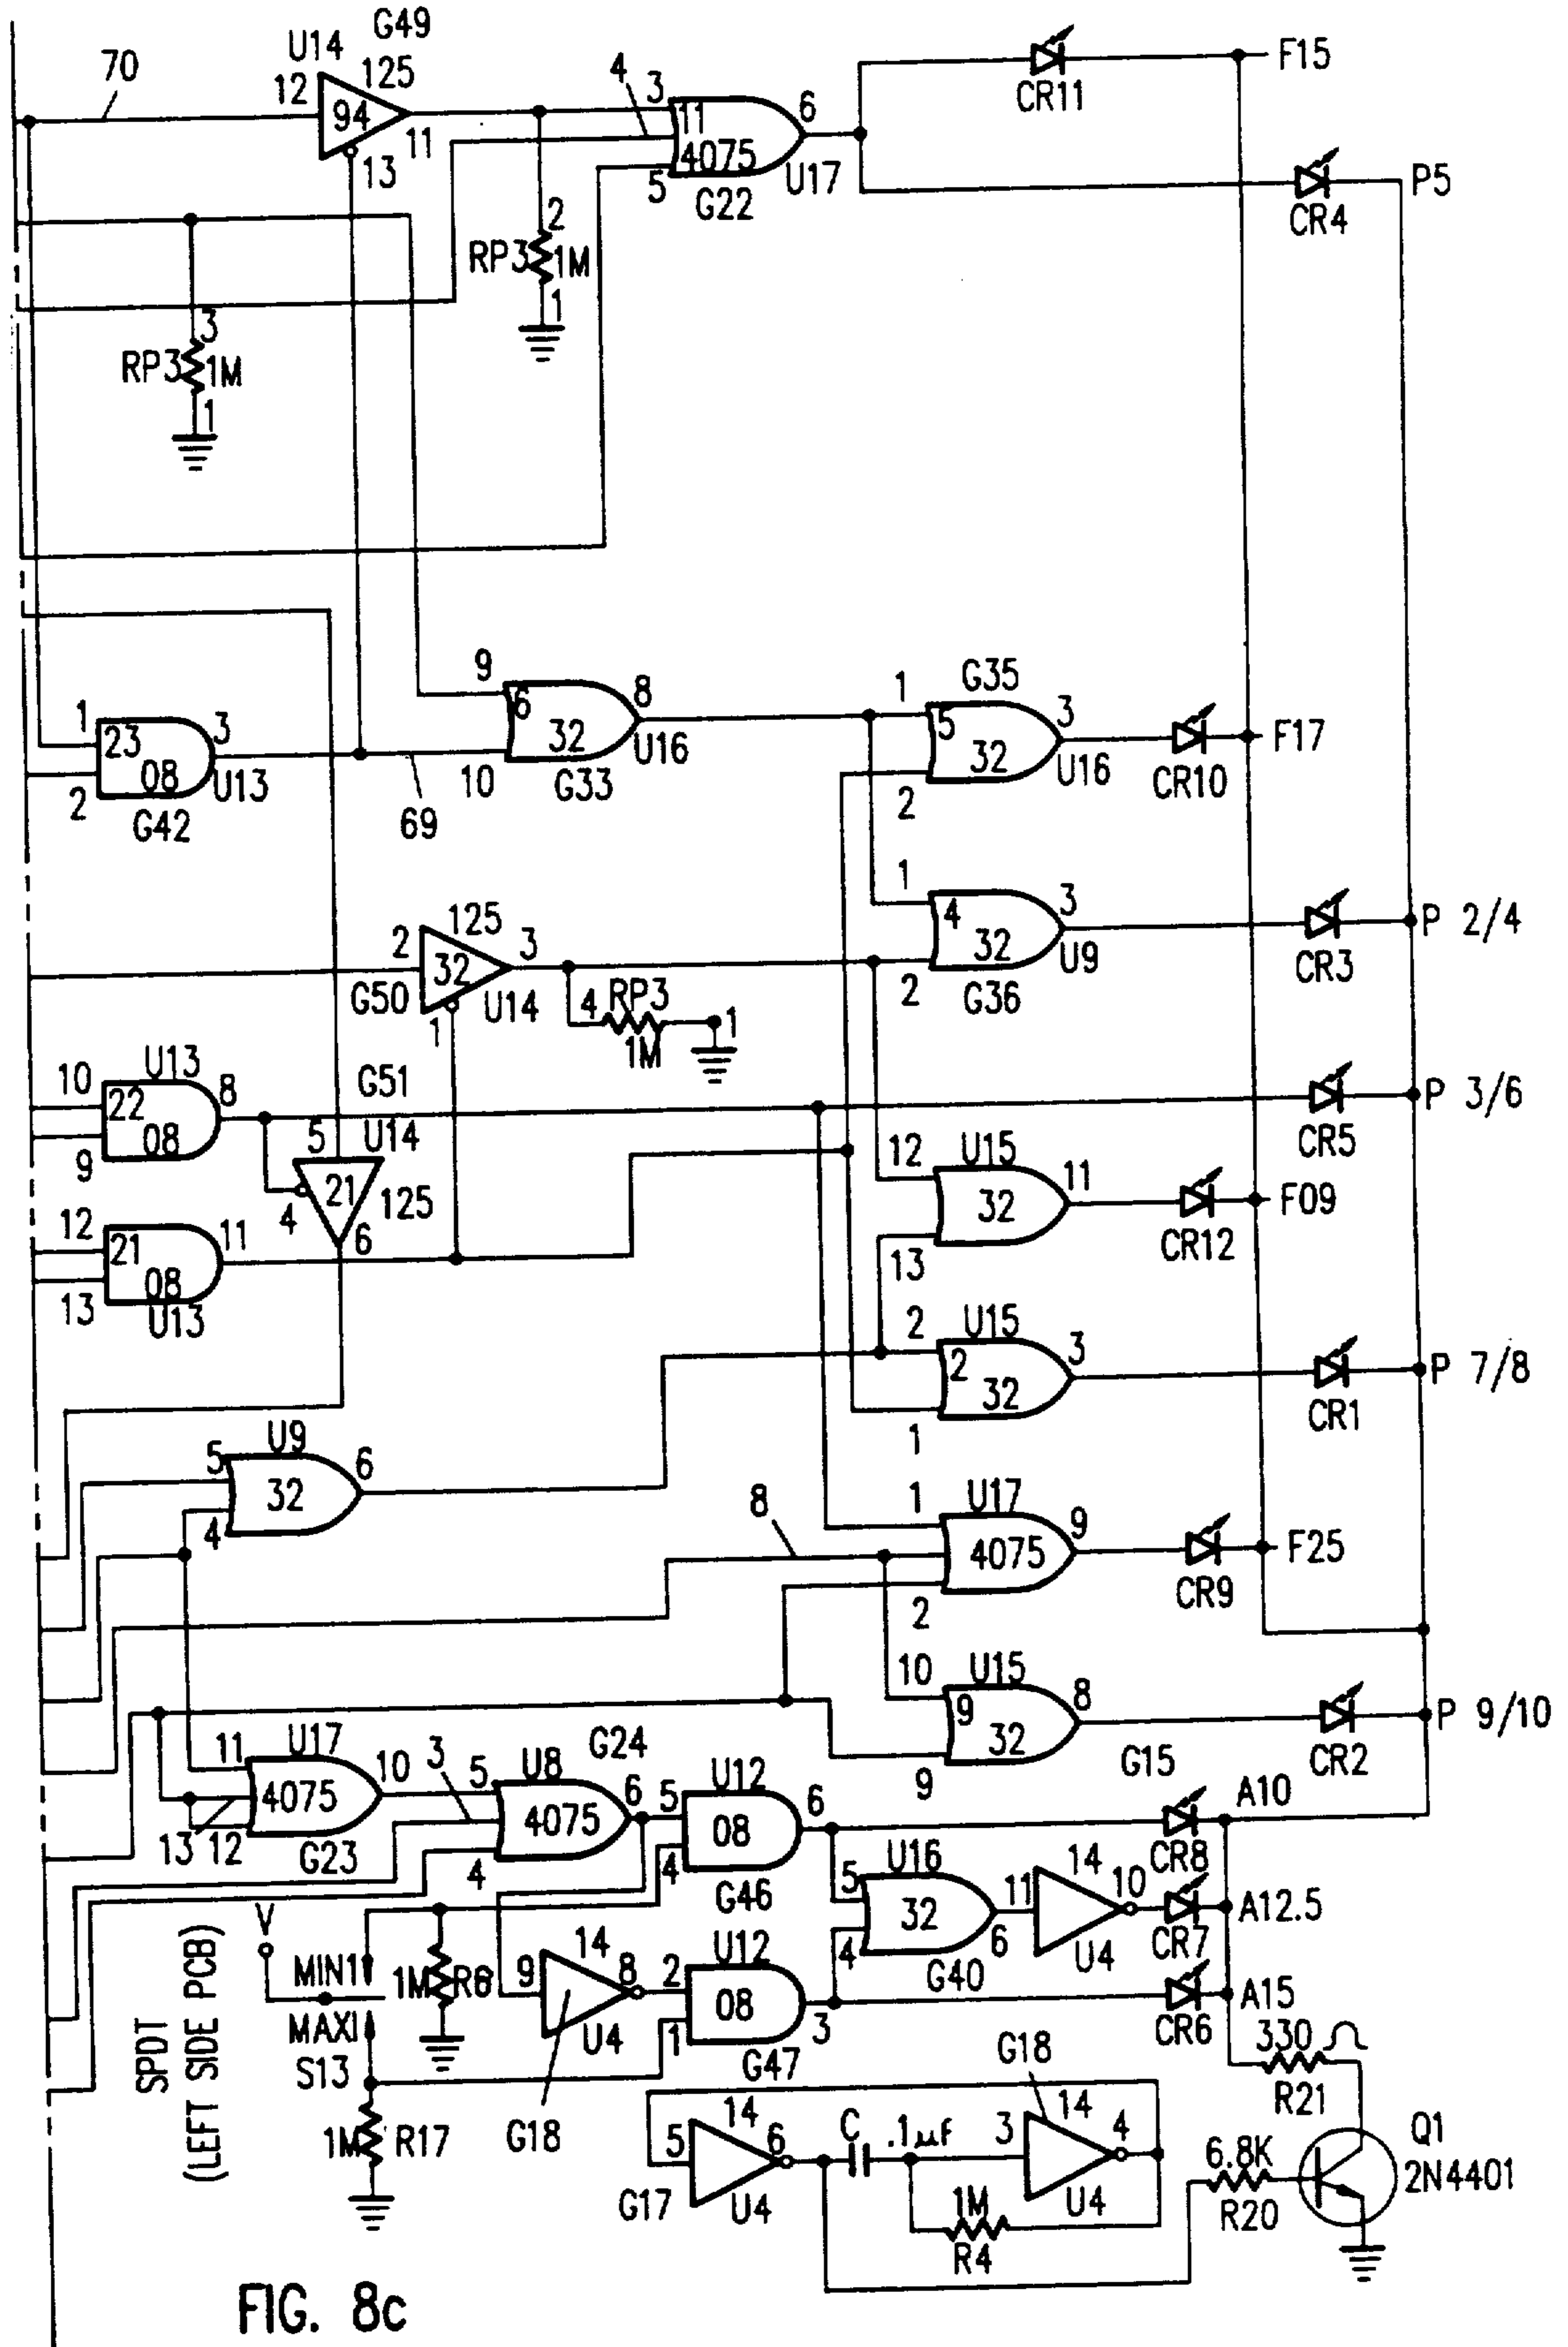 G49
U14
125
70
12
94
11
13
4
3
11
4075
5
6
U17
G22
CR11
F15
CR4
P5
2
RP3
1M
1
3
RP3
1M
1
1
23
3
08
U13
2
G42
69
9
6
8
32
U16
10
G33
1
G35
5
3
32
U16
2
CR10
F17
1
4
3
32
U9
2
G36
CR3
P 2/4
125
2
32
3
G50
U14
1
4
RP3
1M
1
U13
10
22
8
08
9
G51
5
U14
21
125
4
6
CR5
P 3/6
12
21
11
08
13
U13
12
U15
11
32
13
CR12
F09
2
U15
2
3
32
1
CR1
P 7/8
U9
5
6
32
4
8
1
U17
9
4075
2
CR9
F25
10
U15
9
8
32
9
CR2
P 9/10
11
U17
10
4075
13
12
G23
3
5
U8
G24
6
4075
4
5
U12
6
08
4
G46
G15
A10
CR8
5
U16
32
4
6
G40
11
14
10
U4
CR7
A12.5
V
SPDT
(LEFT SIDE PCB)
MIN1
MAX1
S13
1M
R8
9
14
8
U4
G18
2
U12
08
1
3
G47
CR6
A15
330
R21
1M
R17
5
14
6
G17
U4
C
.1μf
G18
3
14
4
U4
1M
R4
6.8K
R20
Q1
2N4401
FIG. 8c